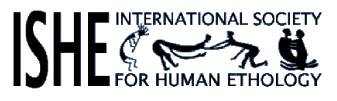 ISHE
INTERNATIONAL SOCIETY
FOR HUMAN ETHOLOGY